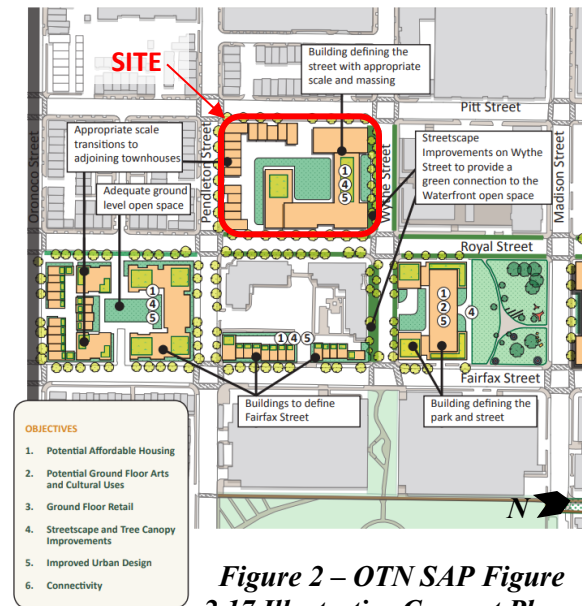 Building defining the
street with appropriate
scale and massing
SITE
Pitt Street
Appropriate scale
transitions to
adjoining townhouses
Adequate ground
level open space
Oronoco Street
Pendleton Street
1
4
5
Wythe Street
Streetscape
Improvements on Wythe
Street to provide a
green connection to the
Waterfront open space
Madison Street
Royal Street
1
4
5
1 4 5
1
2
5
4
Fairfax Street
Buildings to define
Fairfax Street
Building defining the
park and street
OBJECTIVES
1. Potential Affordable Housing
2. Potential Ground Floor Arts
and Cultural Uses
3. Ground Floor Retail
4. Streetscape and Tree Canopy
Improvements
5. Improved Urban Design
6. Connectivity
N
Figure 2 – OTN SAP Figure
2.17 Illustrative Concept